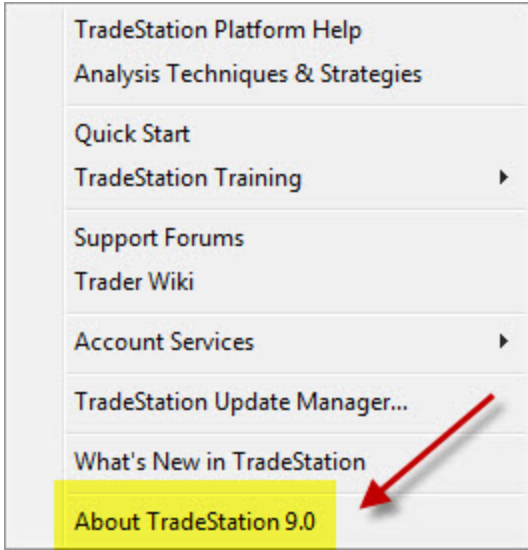 TradeStation Platform Help
Analysis Techniques & Strategies
Quick Start
TradeStation Training
Support Forums
Trader Wiki
Account Services
TradeStation Update Manager...
What's New in TradeStation
About TradeStation 9.0